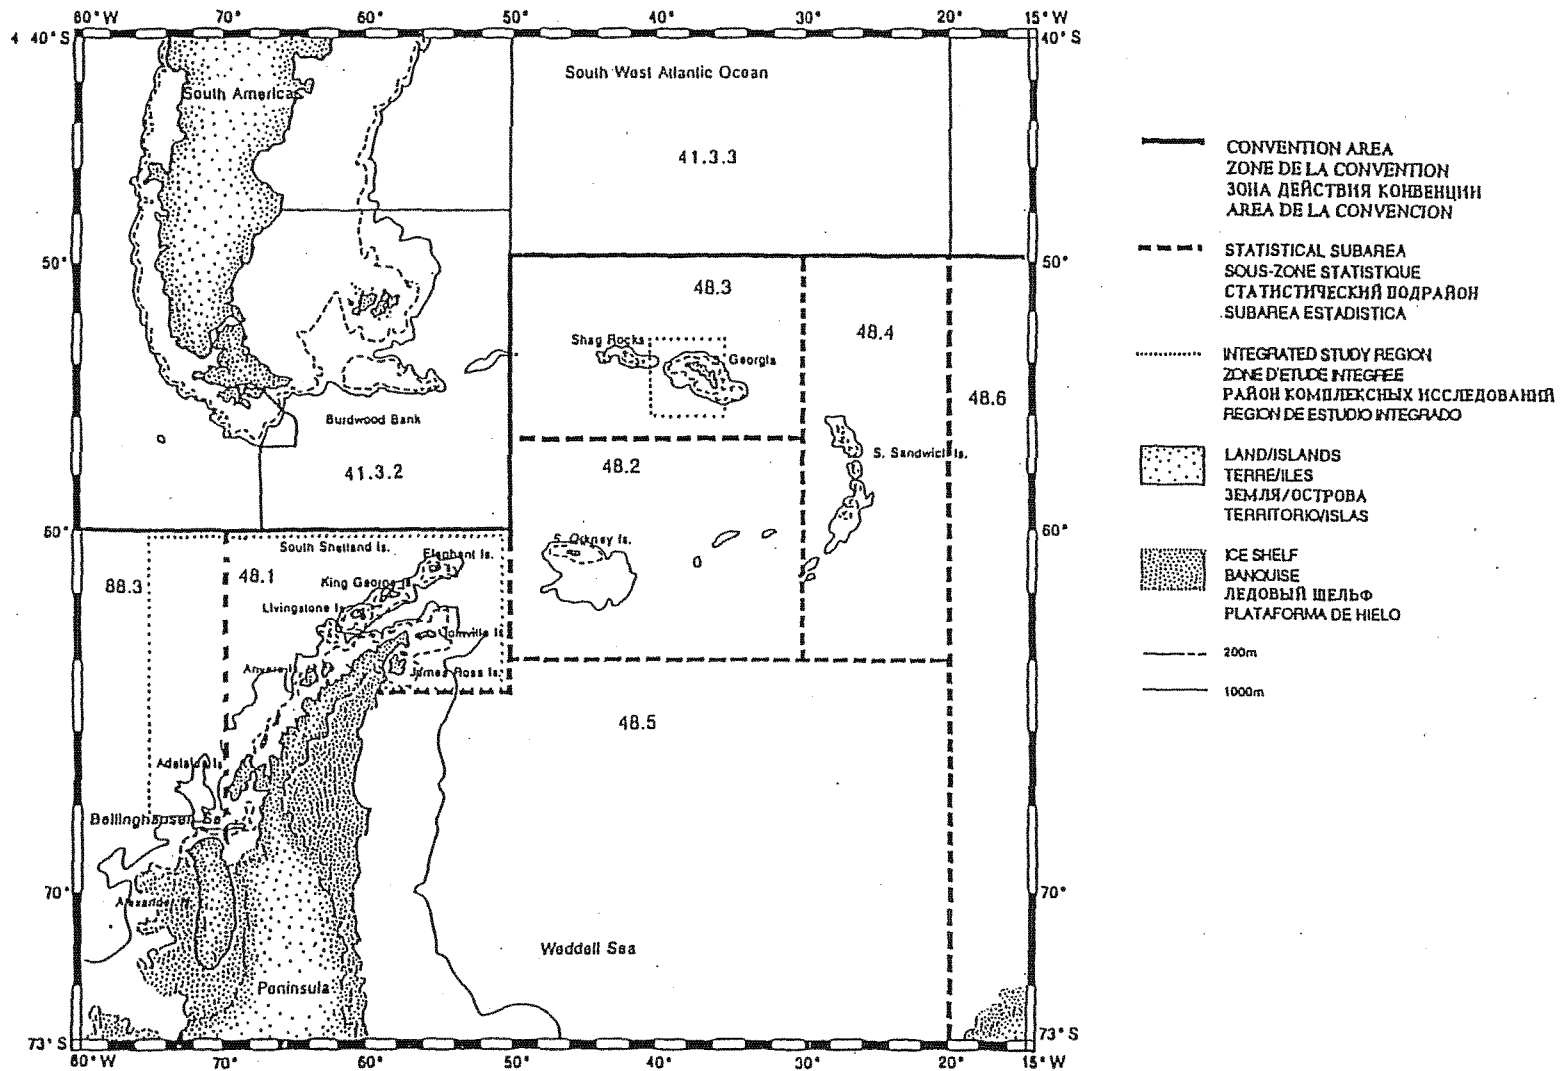 80° W 70° 60° 50° 40° 30° 20° 15° W
4 40° S
40° S
South West Atlantic Ocean
South America
41.3.3
50°
50°
48.3
48.4
Shag Rocks
Georgia
48.6
Burdwood Bank
S. Sandwich Is.
48.2
41.3.2
60°
60°
South Shetland Is.
S. Orkney Is.
Elephant Is.
88.3
48.1
King George Is.
Livingstone Is.
Joinville Is.
Anvers Is.
James Ross Is.
48.5
Adelaide Is.
Bellinghausen Sea
70°
70°
Alexander Is.
Weddell Sea
Peninsula
73° S
73° S
80° W 70° 60° 50° 40° 30° 20° 15° W
CONVENTION AREA
ZONE DE LA CONVENTION
ЗОНА ДЕЙСТВИЯ КОНВЕНЦИИ
AREA DE LA CONVENCION
STATISTICAL SUBAREA
SOUS-ZONE STATISTIQUE
СТАТИСТИЧЕСКИЙ ПОДРАЙОН
SUBAREA ESTADISTICA
INTEGRATED STUDY REGION
ZONE D'ETUDE INTEGREE
РАЙОН КОМПЛЕКСНЫХ ИССЛЕДОВАНИЙ
REGION DE ESTUDIO INTEGRADO
LAND/ISLANDS
TERRE/ILES
ЗЕМЛЯ/ОСТРОВА
TERRITORIO/ISLAS
ICE SHELF
BANQUISE
ЛЕДОВЫЙ ШЕЛЬФ
PLATAFORMA DE HIELO
200m
1000m